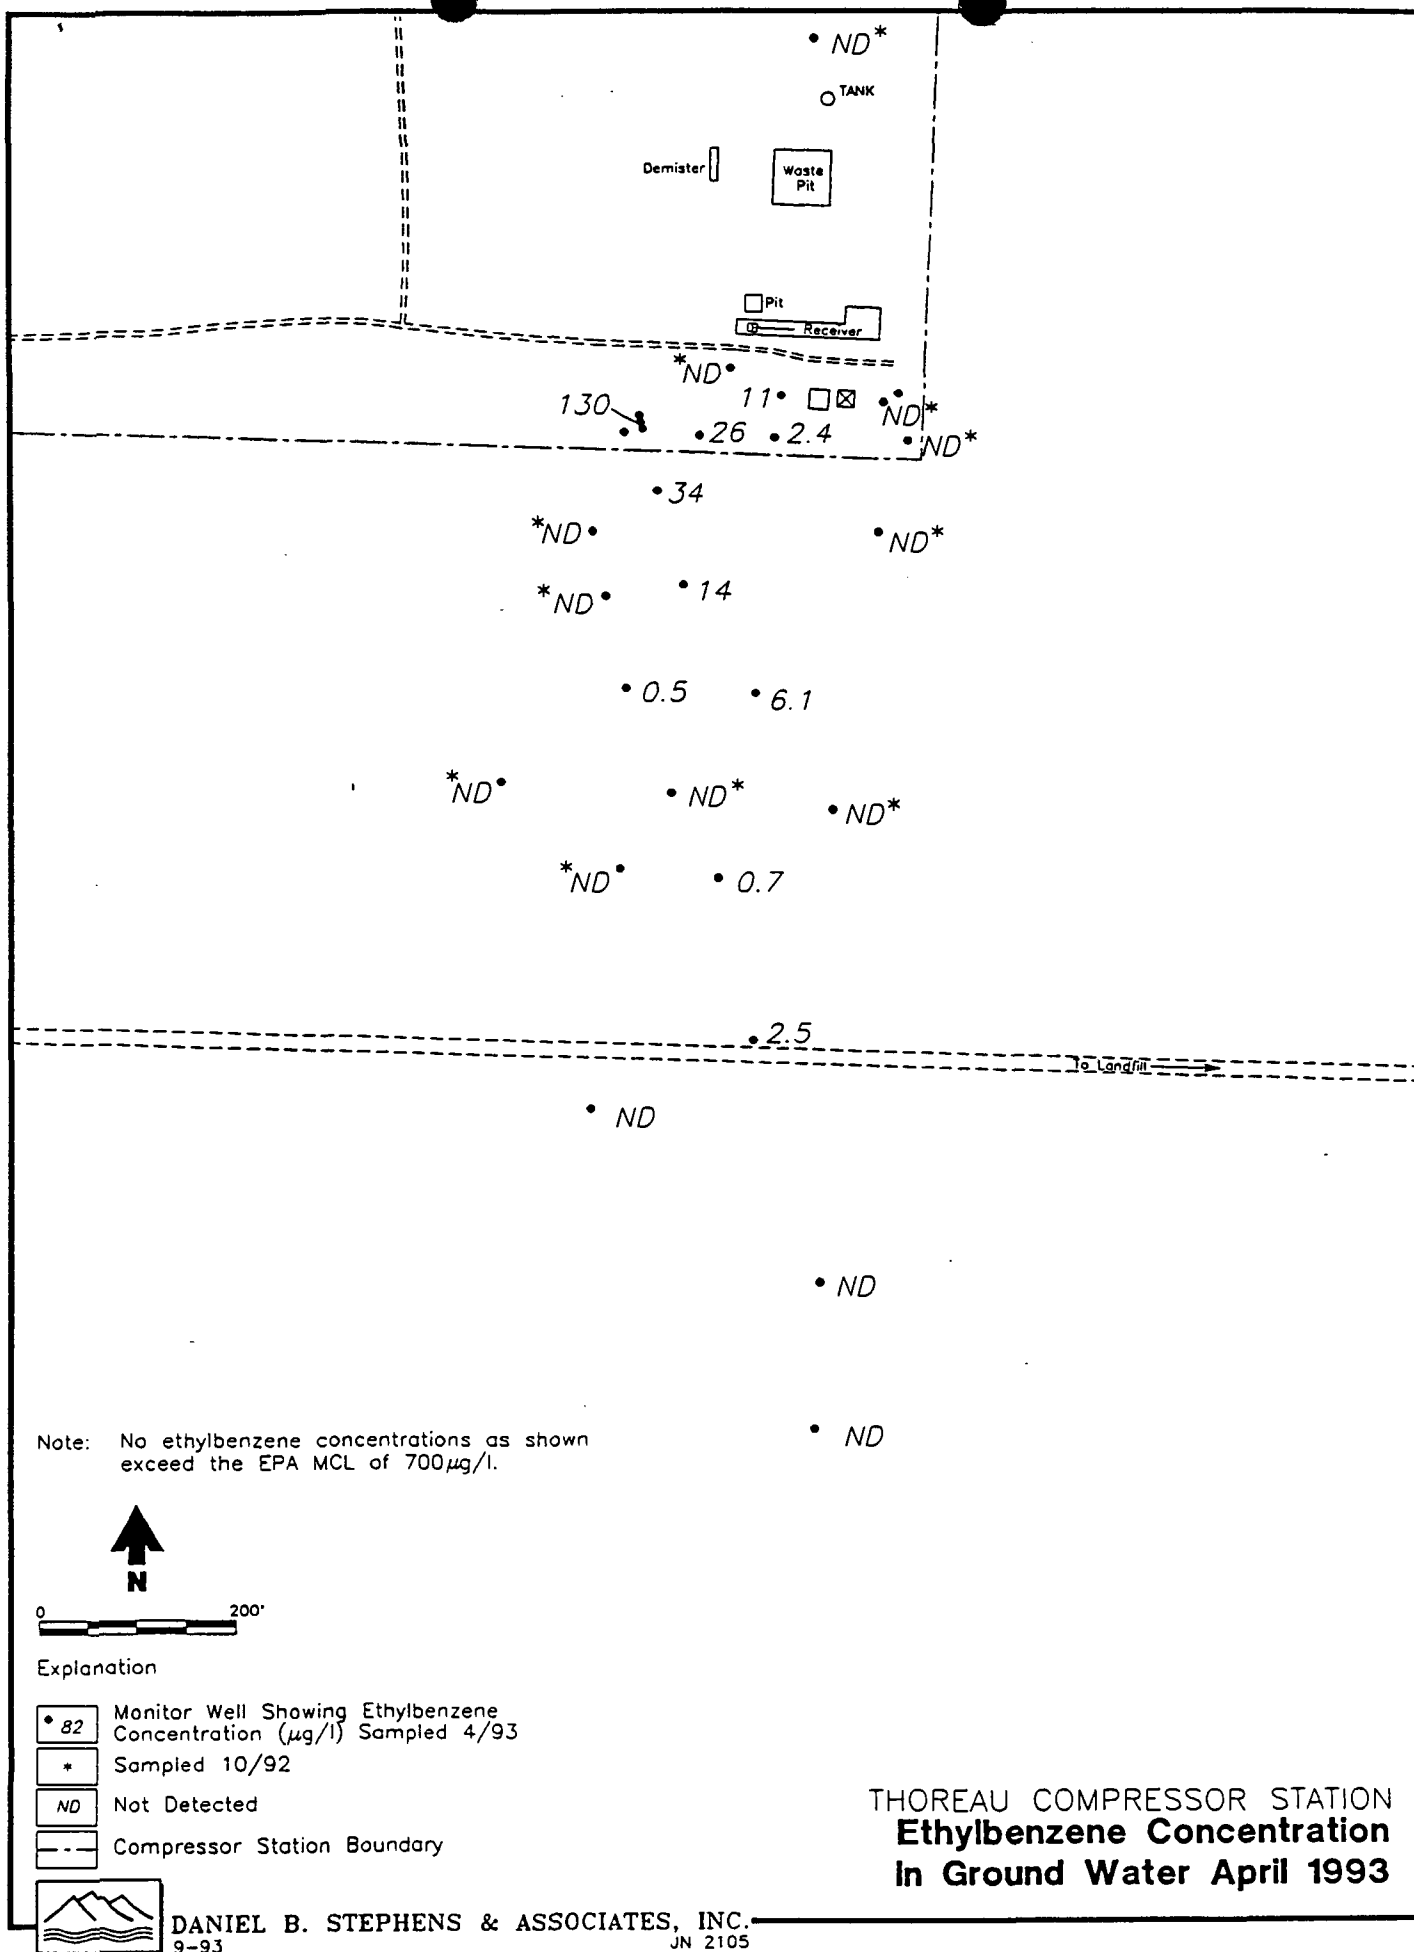 ND*
TANK
Demister
Waste
Pit
Pit
Receiver
*ND
11
ND*
130
26
2.4
ND*
34
*ND
ND*
*ND
14
0.5
6.1
*ND
ND*
ND*
*ND
0.7
2.5
To Landfill
ND
ND
ND
Note: No ethylbenzene concentrations as shown
exceed the EPA MCL of 700µg/l.
N
0 200'
Explanation
82 Monitor Well Showing Ethylbenzene
Concentration (µg/l) Sampled 4/93
* Sampled 10/92
ND Not Detected
Compressor Station Boundary
THOREAU COMPRESSOR STATION
Ethylbenzene Concentration
in Ground Water April 1993
DANIEL B. STEPHENS & ASSOCIATES, INC.
9-93 JN 2105